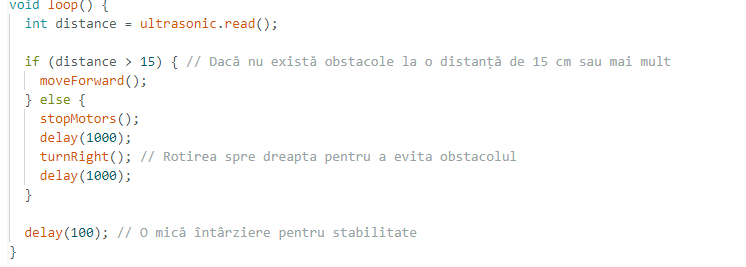 void loop() {
  int distance = ultrasonic.read();

  if (distance > 15) { // Dacă nu există obstacole la o distanță de 15 cm sau mai mult
    moveForward();
  } else {
    stopMotors();
    delay(1000);
    turnRight(); // Rotirea spre dreapta pentru a evita obstacolul
    delay(1000);
  }

  delay(100); // O mică întârziere pentru stabilitate
}